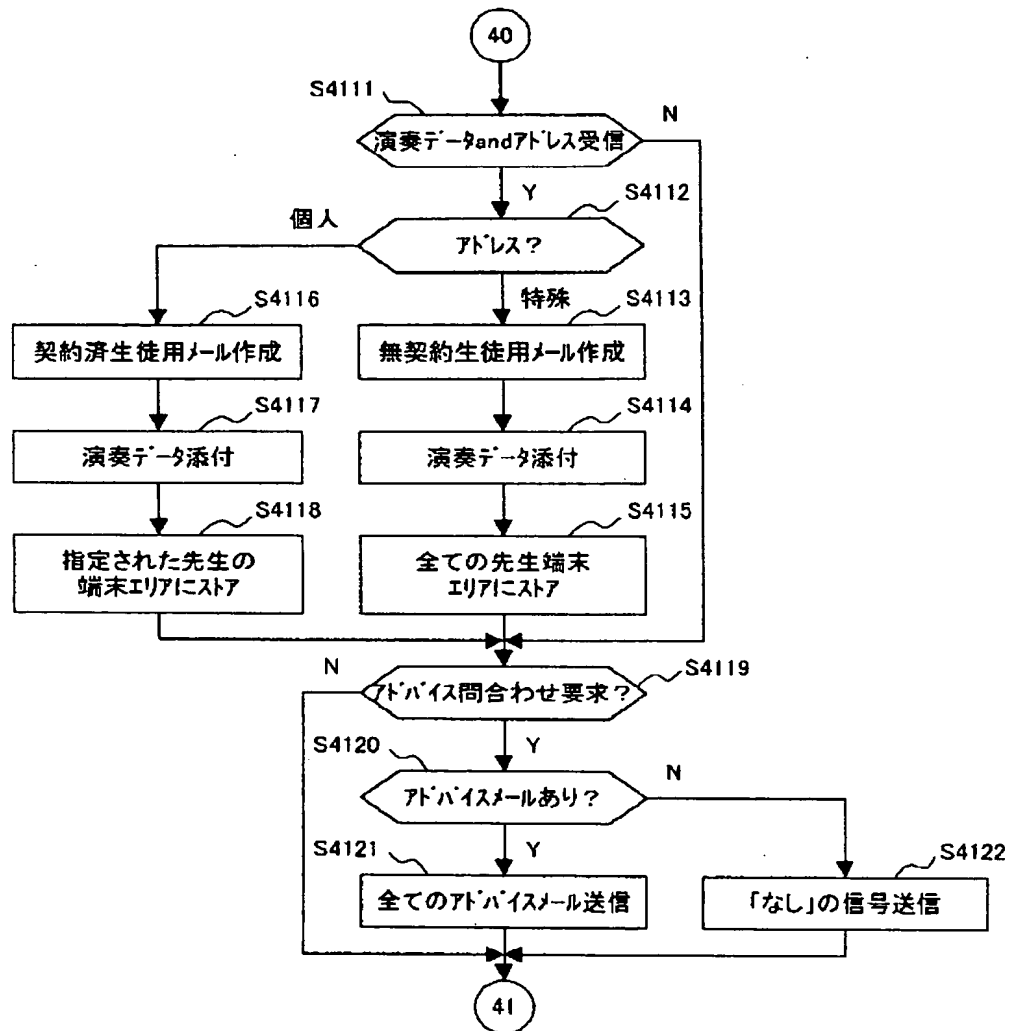 40
S4111
N
演奏データandアドレス受信
Y
S4112
個人
アドレス?
S4116
特殊
S4113
契約済生徒用メール作成
無契約生徒用メール作成
S4117
S4114
演奏データ添付
演奏データ添付
S4118
S4115
指定された先生の
端末エリアにストア
全ての先生端末
エリアにストア
N
S4119
アドバイス問合わせ要求?
S4120
Y
N
アドバイスメールあり?
S4121
Y
S4122
全てのアドバイスメール送信
「なし」の信号送信
41